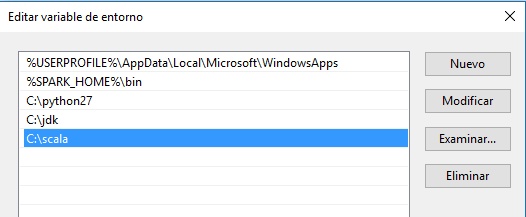 Editar variable de entorno
%USERPROFILE%\AppData\Local\Microsoft\WindowsApps
%SPARK_HOME%\bin
C:\python27
C:\jdk
C:\scala
Nuevo
Modificar
Examinar...
Eliminar